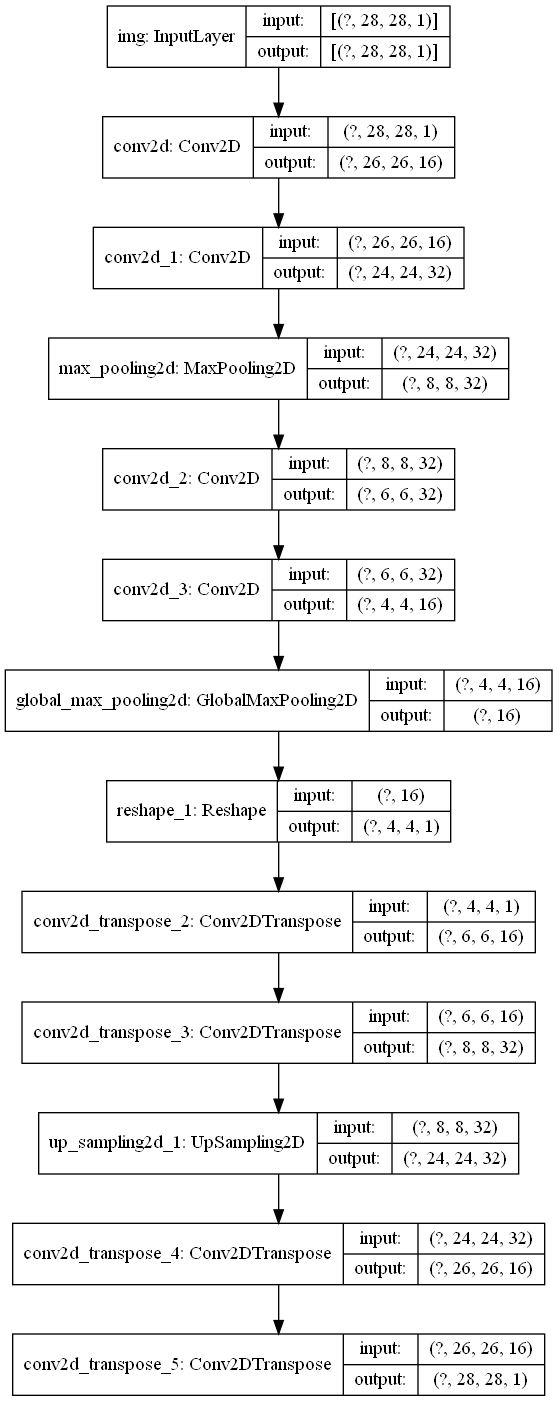 img: InputLayer
input: [(?, 28, 28, 1)]
output: [(?, 28, 28, 1)]
conv2d: Conv2D
input: (?, 28, 28, 1)
output: (?, 26, 26, 16)
conv2d_1: Conv2D
input: (?, 26, 26, 16)
output: (?, 24, 24, 32)
max_pooling2d: MaxPooling2D
input: (?, 24, 24, 32)
output: (?, 8, 8, 32)
conv2d_2: Conv2D
input: (?, 8, 8, 32)
output: (?, 6, 6, 32)
conv2d_3: Conv2D
input: (?, 6, 6, 32)
output: (?, 4, 4, 16)
global_max_pooling2d: GlobalMaxPooling2D
input: (?, 4, 4, 16)
output: (?, 16)
reshape_1: Reshape
input: (?, 16)
output: (?, 4, 4, 1)
conv2d_transpose_2: Conv2DTranspose
input: (?, 4, 4, 1)
output: (?, 6, 6, 16)
conv2d_transpose_3: Conv2DTranspose
input: (?, 6, 6, 16)
output: (?, 8, 8, 32)
up_sampling2d_1: UpSampling2D
input: (?, 8, 8, 32)
output: (?, 24, 24, 32)
conv2d_transpose_4: Conv2DTranspose
input: (?, 24, 24, 32)
output: (?, 26, 26, 16)
conv2d_transpose_5: Conv2DTranspose
input: (?, 26, 26, 16)
output: (?, 28, 28, 1)